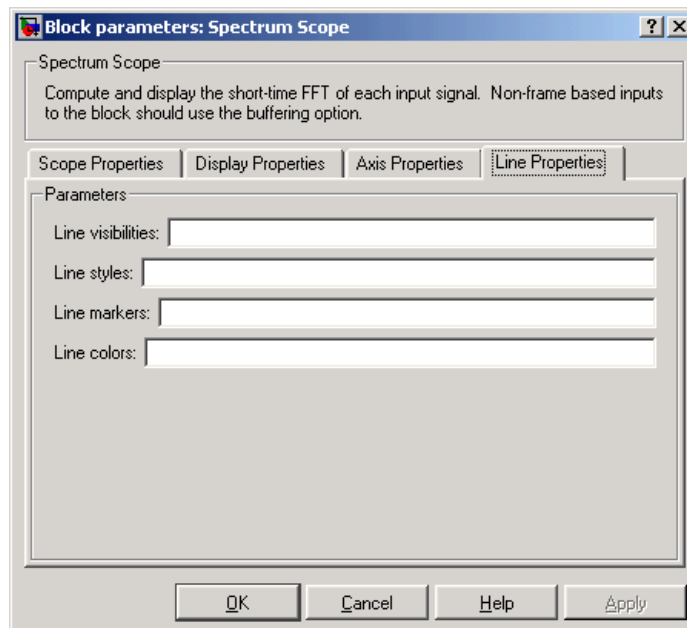 Block parameters: Spectrum Scope
Spectrum Scope
Compute and display the short-time FFT of each input signal.  Non-frame based inputs
to the block should use the buffering option.
Scope Properties Display Properties Axis Properties Line Properties
Parameters
Line visibilities:
Line styles:
Line markers:
Line colors:
OK Cancel Help Apply